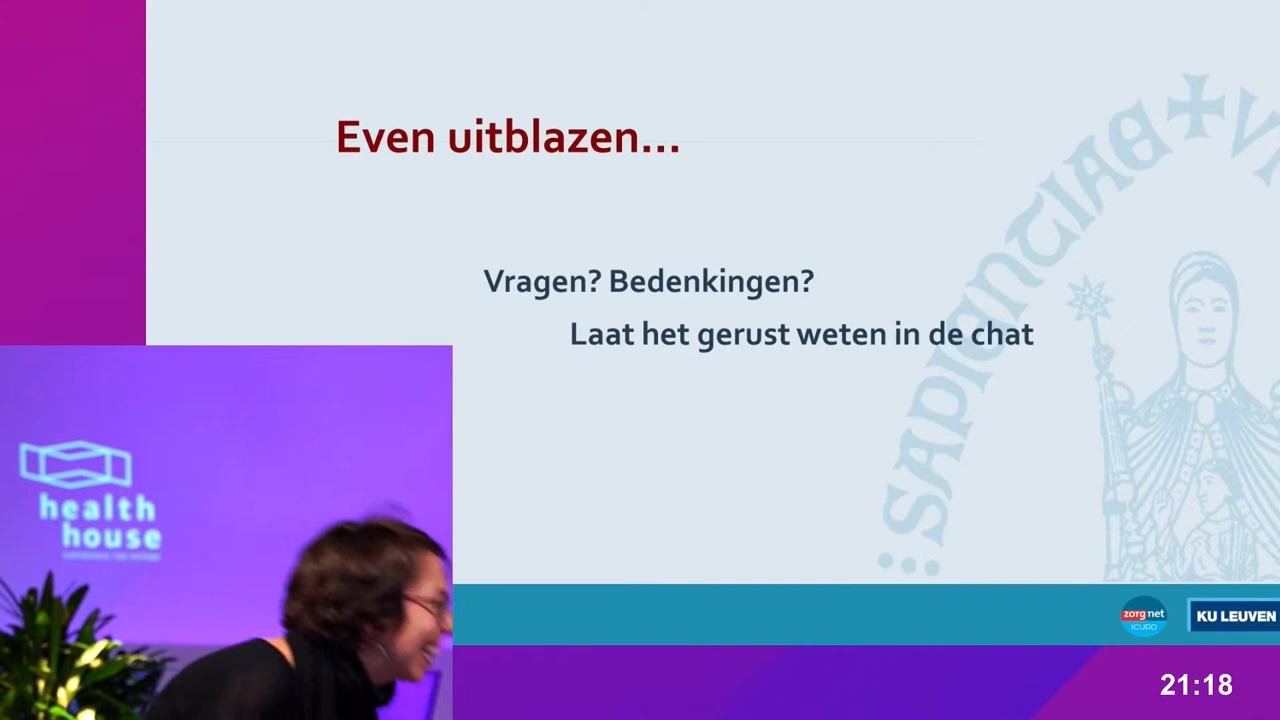 Even uitblazen...
Vragen? Bedenkingen?
Laat het gerust weten in de chat
SAPIENTIAE
health
house
zorgnet
ICURO
KU LEUVEN
21:18